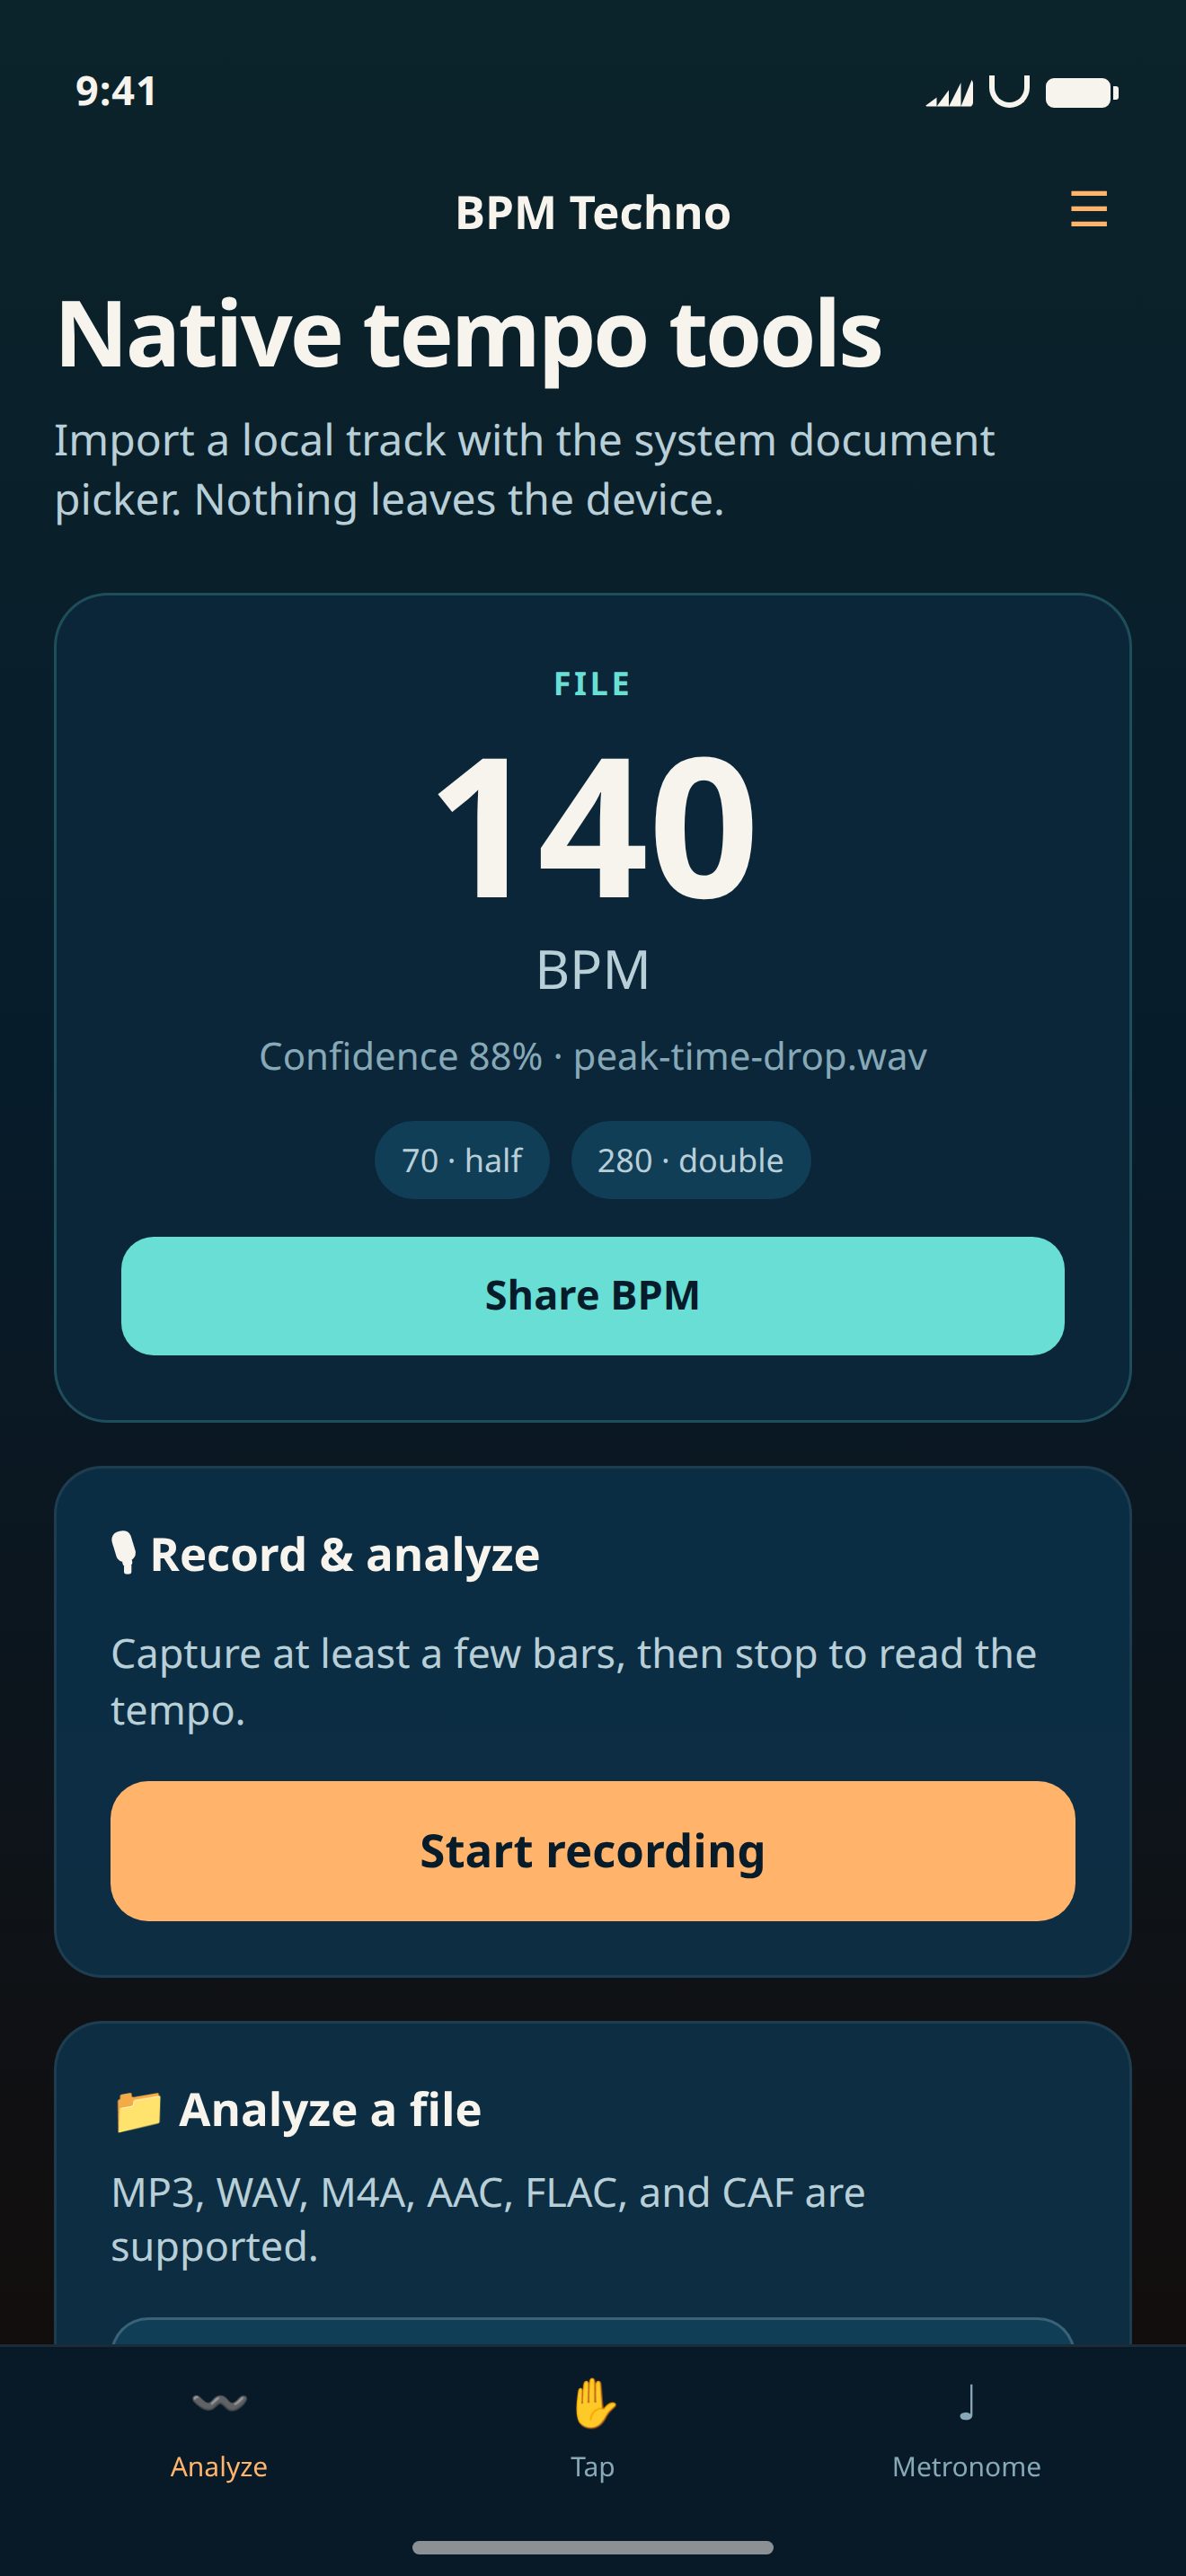 9:41
BPM Techno
Native tempo tools
Import a local track with the system document
picker. Nothing leaves the device.
FILE
140
BPM
Confidence 88% · peak-time-drop.wav
70 · half
280 · double
Share BPM
Record & analyze
Capture at least a few bars, then stop to read the
tempo.
Start recording
Analyze a file
MP3, WAV, M4A, AAC, FLAC, and CAF are
supported.
Analyze
Tap
Metronome